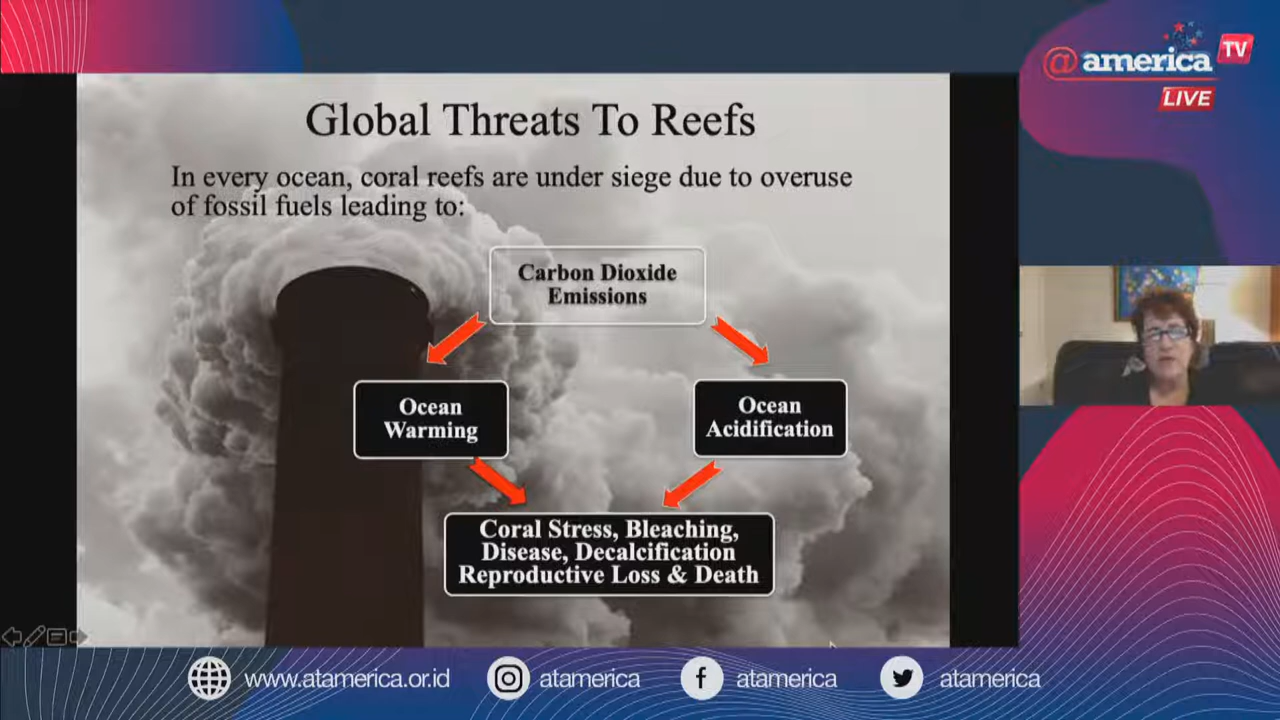 @america TV
LIVE
Global Threats To Reefs
In every ocean, coral reefs are under siege due to overuse
of fossil fuels leading to:
Carbon Dioxide
Emissions
Ocean
Warming
Ocean
Acidification
Coral Stress, Bleaching,
Disease, Decalcification
Reproductive Loss & Death
www.atamerica.or.id
atamerica
atamerica
atamerica